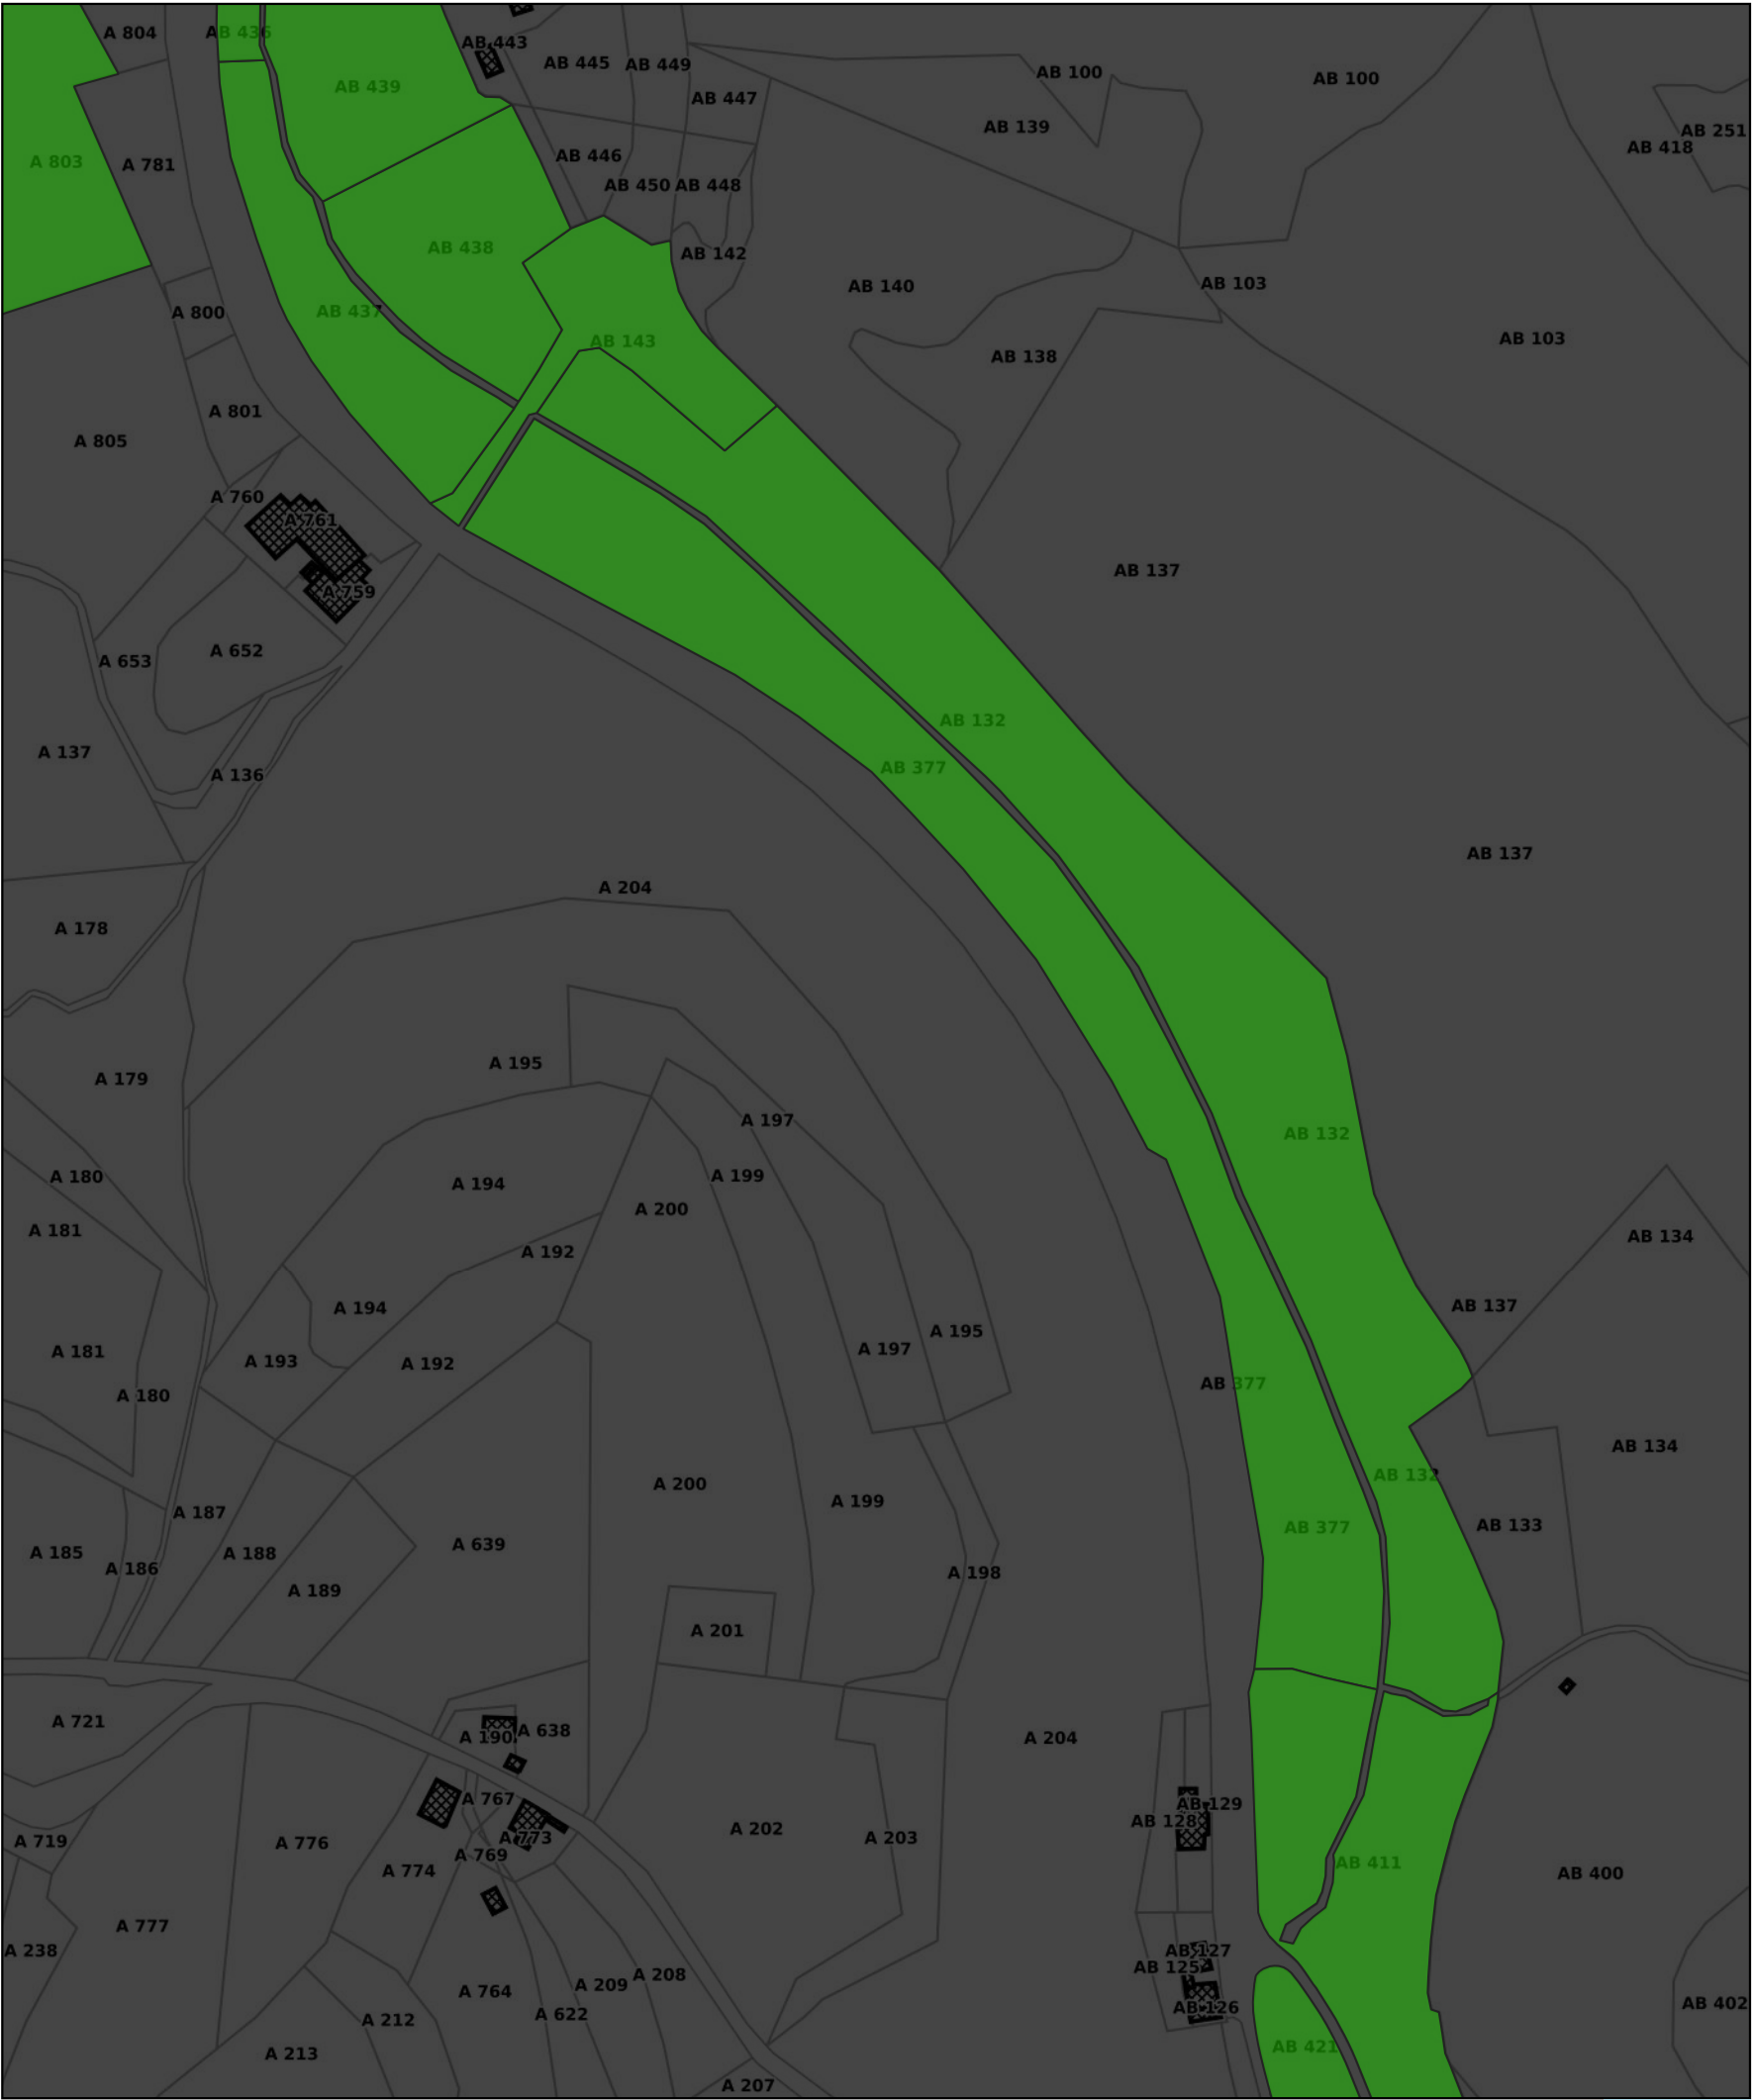 A 804
AB 436
AB 443
AB 445
AB 449
AB 100
AB 100
AB 439
AB 447
AB 139
AB 251
AB 418
A 803
A 781
AB 446
AB 450
AB 448
AB 438
AB 142
AB 140
AB 103
A 800
AB 437
AB 143
AB 103
AB 138
A 801
A 805
A 760
A 761
AB 137
A 759
A 653
A 652
AB 132
A 137
AB 377
A 136
AB 137
A 204
A 178
A 195
A 179
A 197
AB 132
A 180
A 199
A 194
A 200
A 181
AB 134
A 192
AB 137
A 194
A 195
A 181
A 193
A 192
A 197
AB 377
A 180
AB 134
AB 132
A 200
A 199
A 187
AB 377
AB 133
A 639
A 185
A 188
A 186
A 198
A 189
A 201
A 721
A 190
A 638
A 204
A 767
AB 129
AB 128
A 202
A 719
A 776
A 773
A 203
A 769
AB 411
A 774
AB 400
A 777
A 238
AB 127
AB 125
A 208
A 209
A 764
AB 402
AB 126
A 622
A 212
AB 421
A 213
A 207